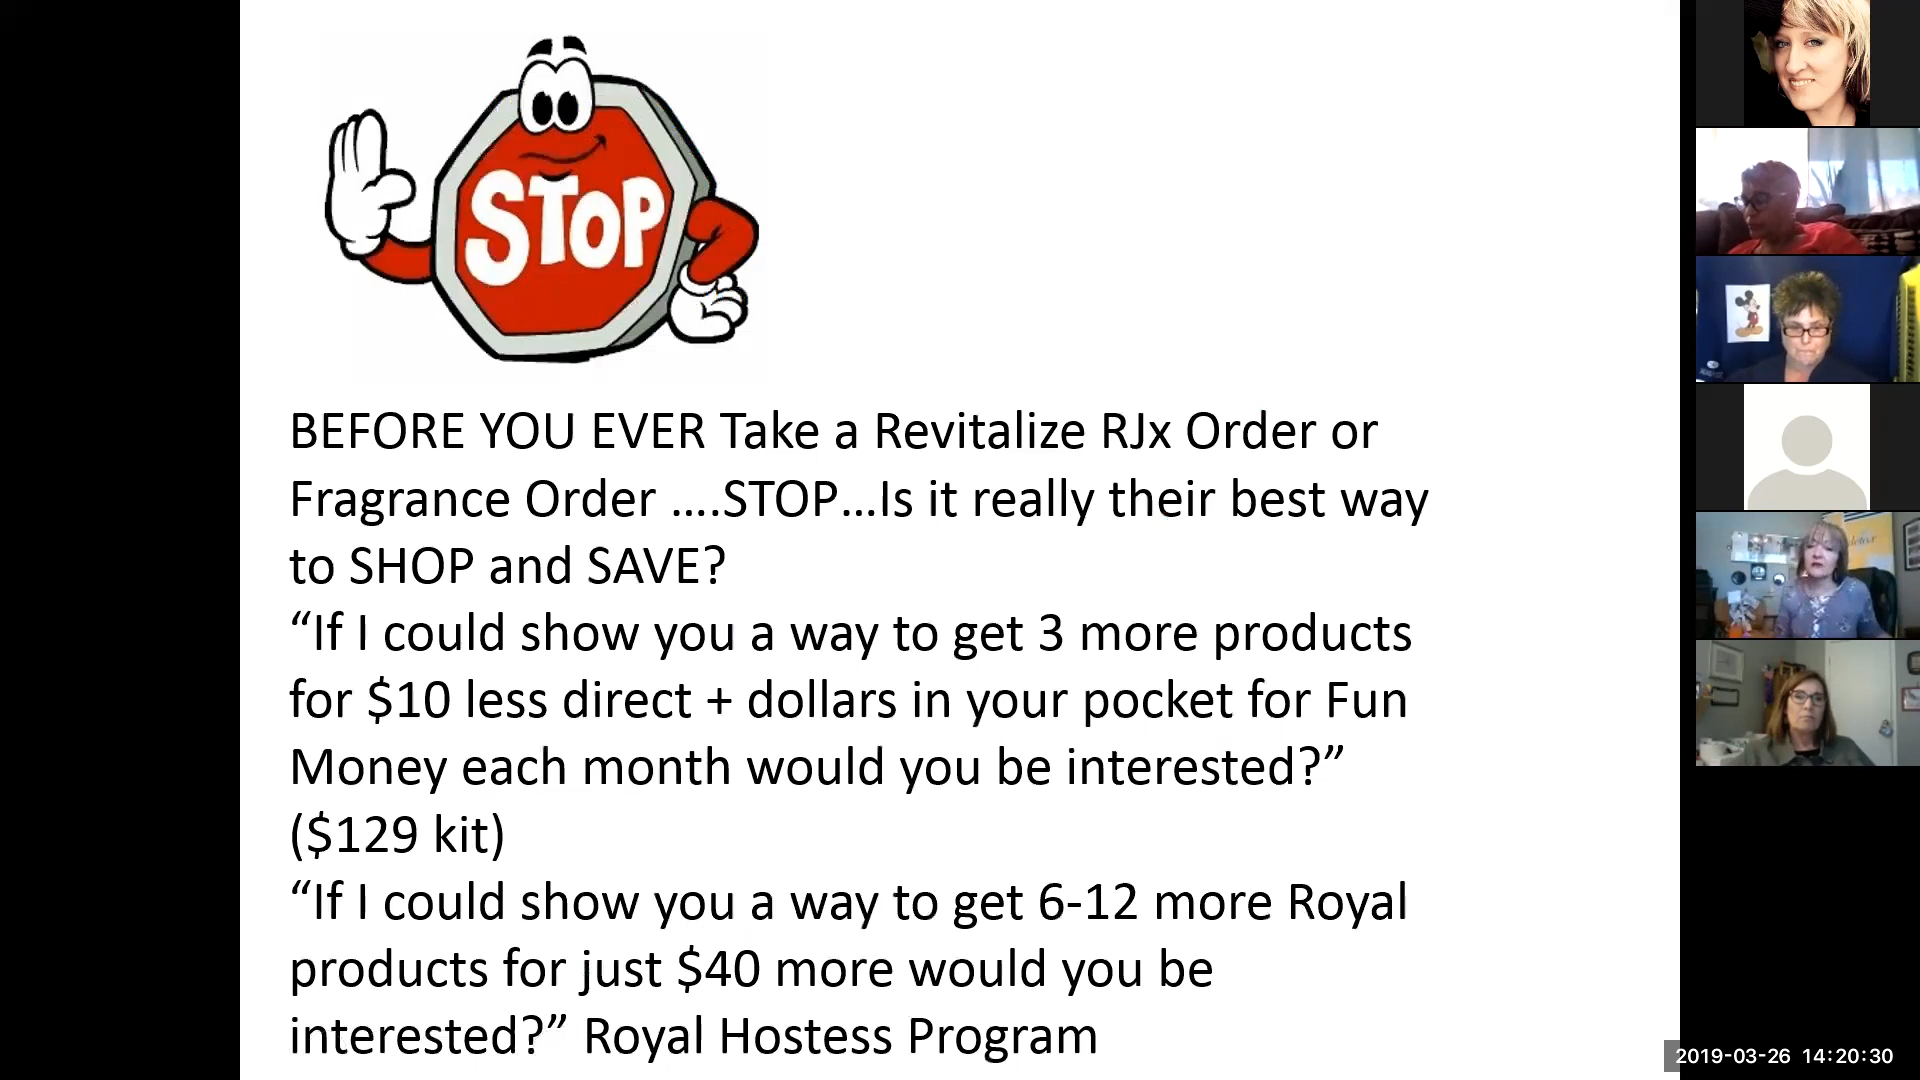 STOP
BEFORE YOU EVER Take a Revitalize RJx Order or
Fragrance Order ....STOP...Is it really their best way
to SHOP and SAVE?
“If I could show you a way to get 3 more products
for $10 less direct + dollars in your pocket for Fun
Money each month would you be interested?”
($129 kit)
“If I could show you a way to get 6-12 more Royal
products for just $40 more would you be
interested?” Royal Hostess Program
2019-03-26 14:20:30